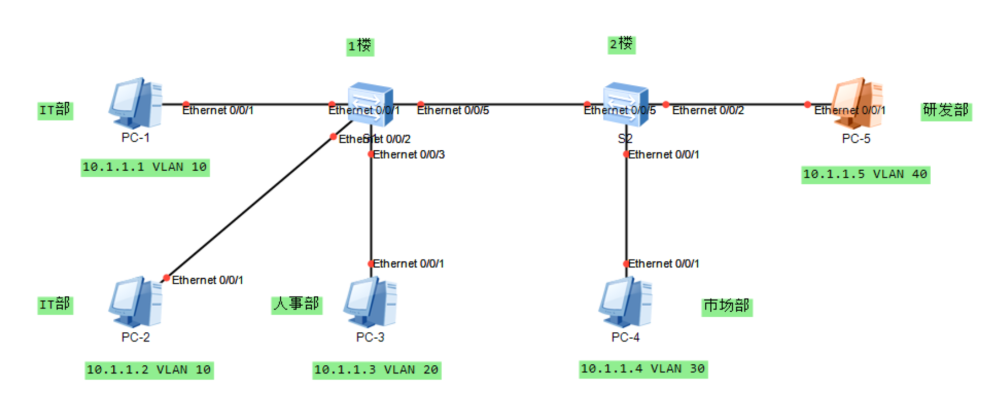 1楼
2楼
IT部
Ethernet 0/0/1
Ethernet 0/0/1
Ethernet 0/0/5
Ethernet 0/0/5
Ethernet 0/0/2
Ethernet 0/0/1
研发部
PC-1
Ethernet 0/0/2
S1
S2
PC-5
Ethernet 0/0/3
Ethernet 0/0/1
10.1.1.1 VLAN 10
10.1.1.5 VLAN 40
Ethernet 0/0/1
Ethernet 0/0/1
Ethernet 0/0/1
IT部
人事部
市场部
PC-2
PC-3
PC-4
10.1.1.2 VLAN 10
10.1.1.3 VLAN 20
10.1.1.4 VLAN 30